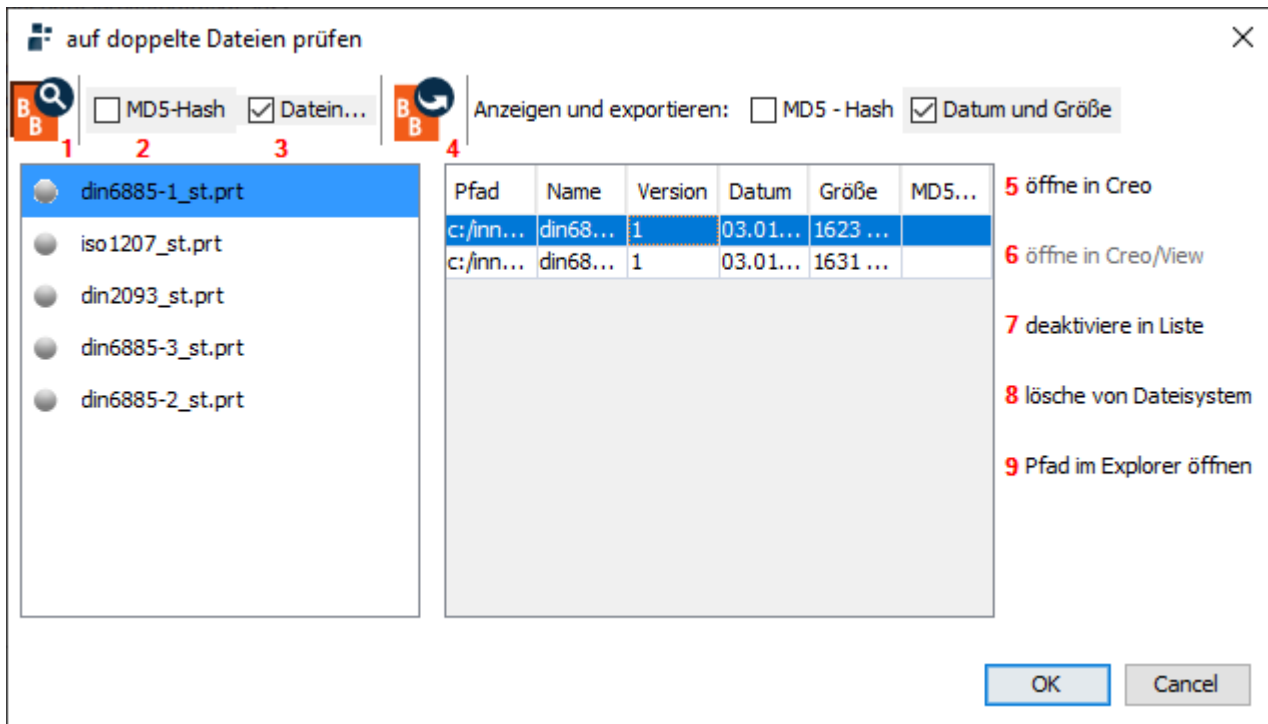 auf doppelte Dateien prüfen
B B MD5-Hash Datein... B B Anzeigen und exportieren: MD5 - Hash Datum und Größe
1 2 3 4
din6885-1_st.prt
iso1207_st.prt
din2093_st.prt
din6885-3_st.prt
din6885-2_st.prt
Pfad Name Version Datum Größe MD5...
c:/inn... din68... 1 03.01... 1623 ...
c:/inn... din68... 1 03.01... 1631 ...
5 öffne in Creo
6 öffne in Creo/View
7 deaktiviere in Liste
8 lösche von Dateisystem
9 Pfad im Explorer öffnen
OK Cancel